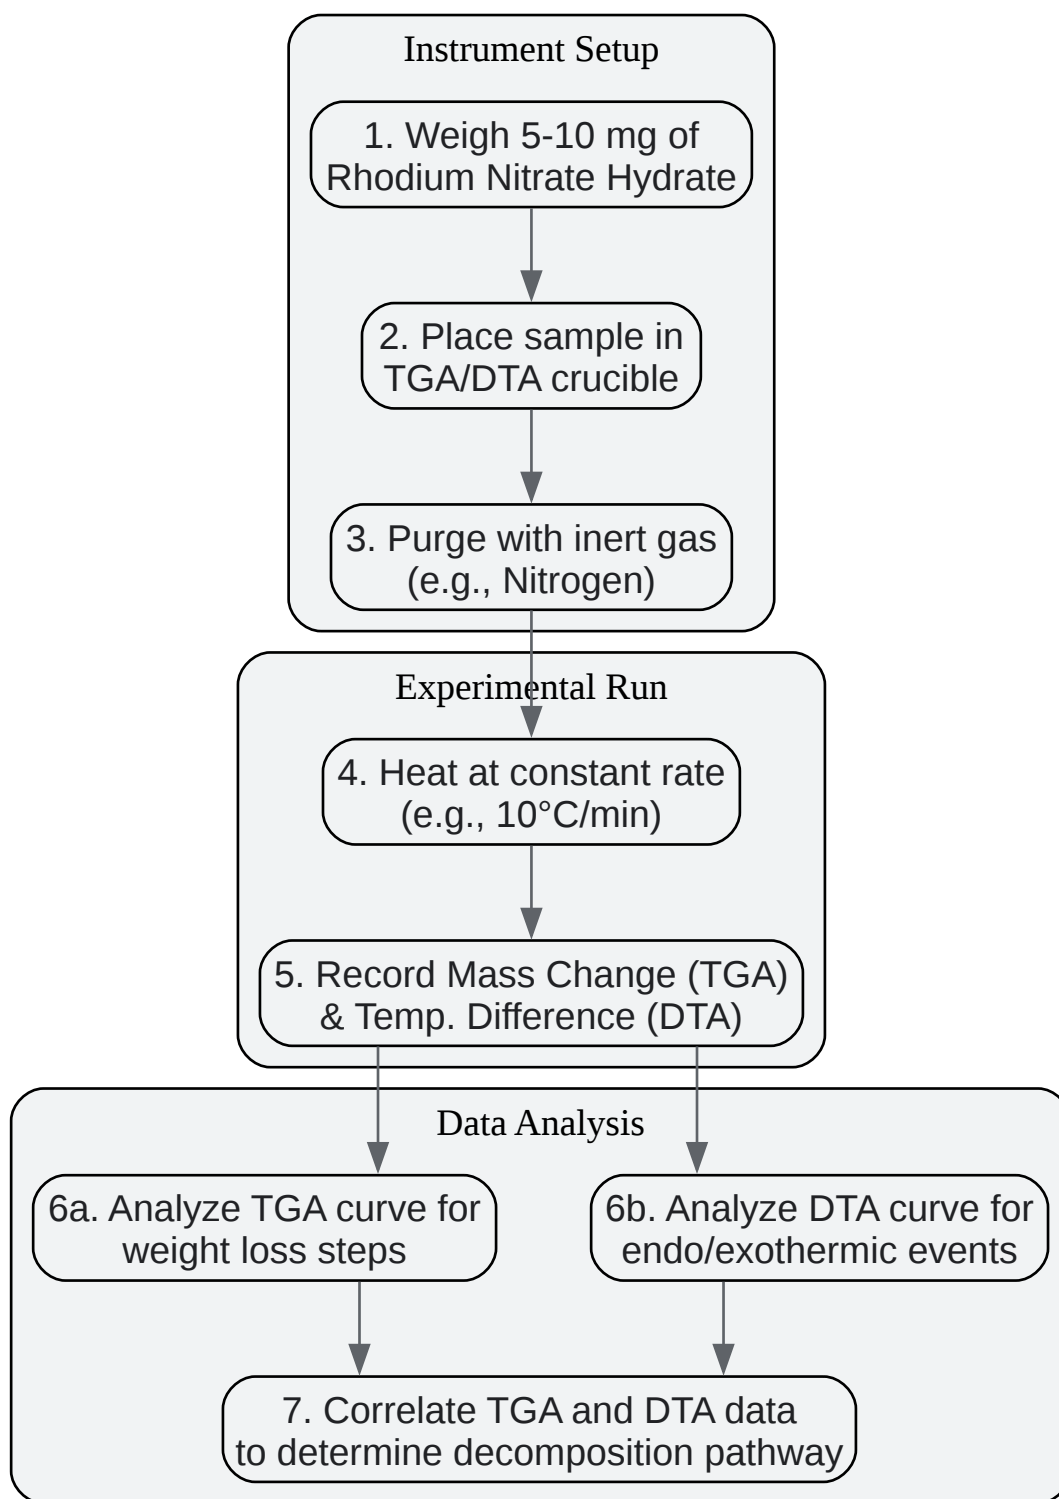 Instrument Setup
1. Weigh 5-10 mg of
Rhodium Nitrate Hydrate
2. Place sample in
TGA/DTA crucible
3. Purge with inert gas
(e.g., Nitrogen)
Experimental Run
4. Heat at constant rate
(e.g., 10°C/min)
5. Record Mass Change (TGA)
& Temp. Difference (DTA)
Data Analysis
6a. Analyze TGA curve for
weight loss steps
6b. Analyze DTA curve for
endo/exothermic events
7. Correlate TGA and DTA data
to determine decomposition pathway